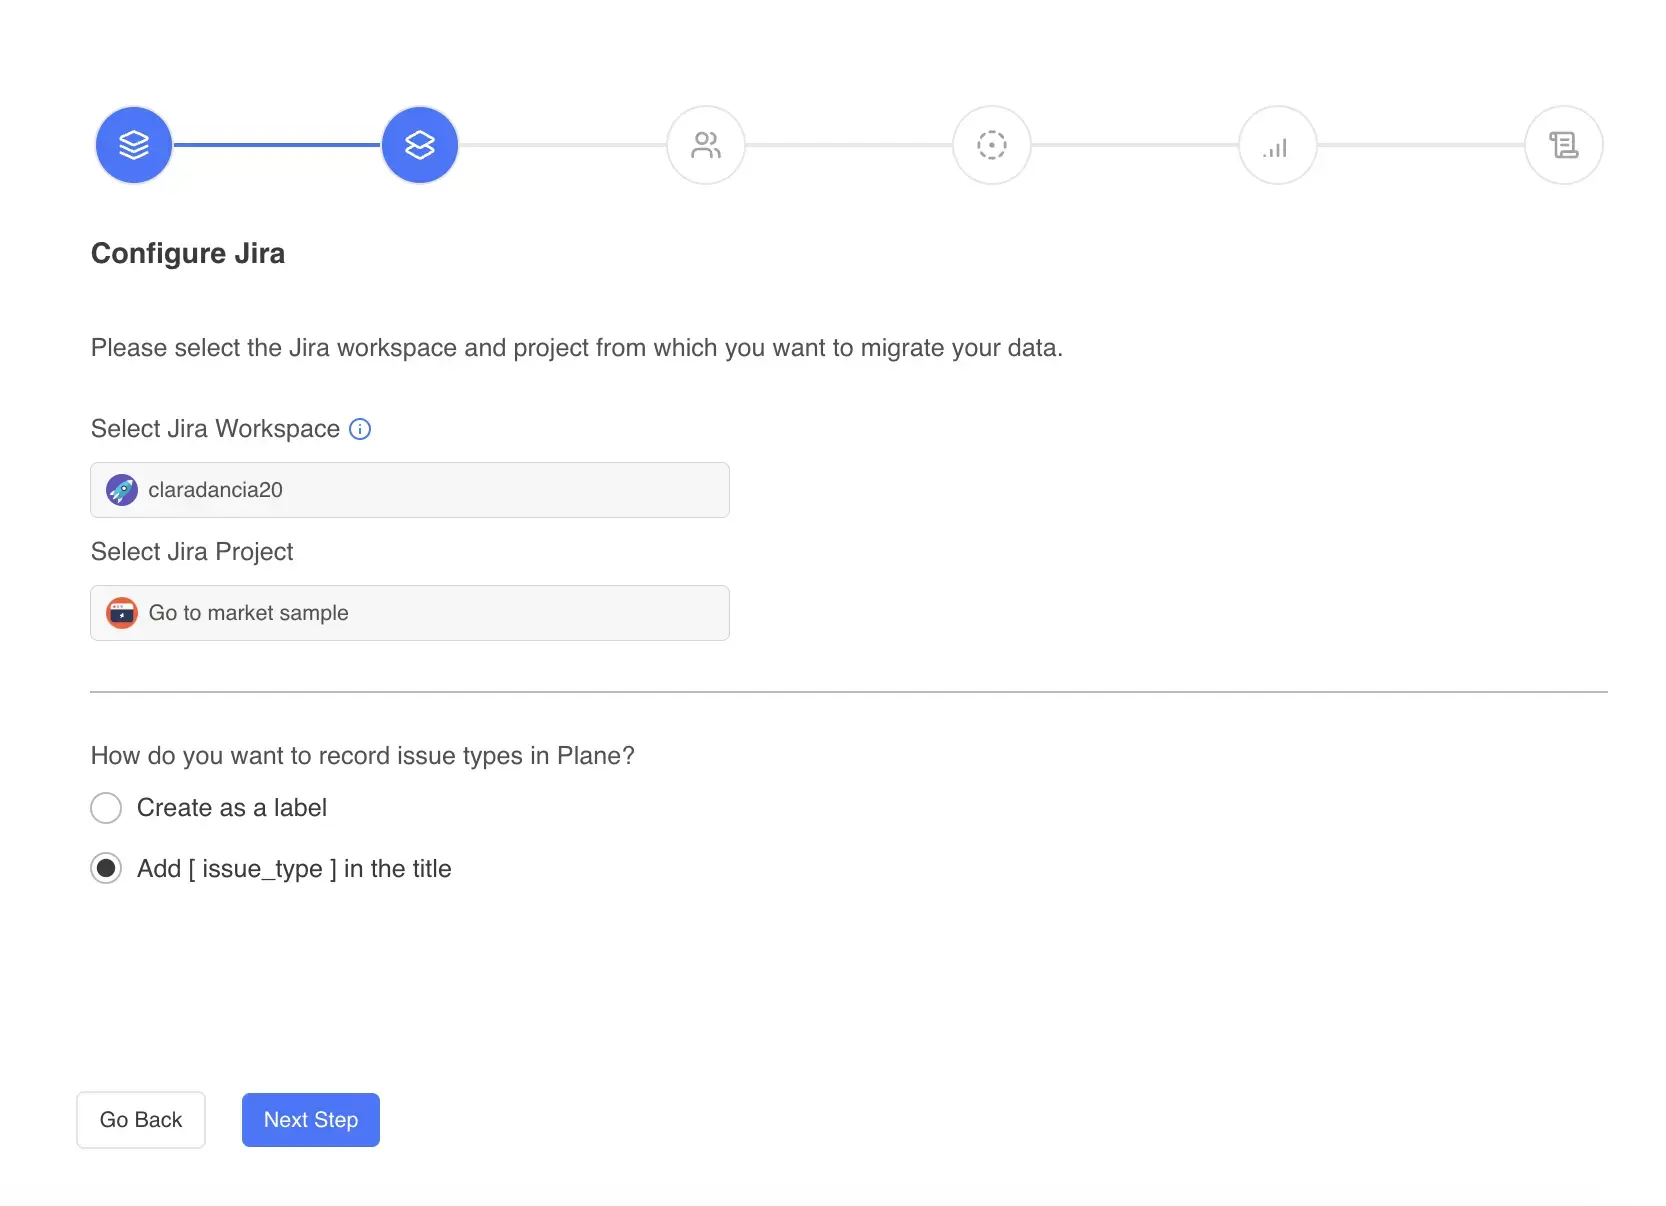 Configure Jira
Please select the Jira workspace and project from which you want to migrate your data.
Select Jira Workspace
claradancia20
Select Jira Project
Go to market sample
How do you want to record issue types in Plane?
Create as a label
Add [ issue_type ] in the title
Go Back
Next Step